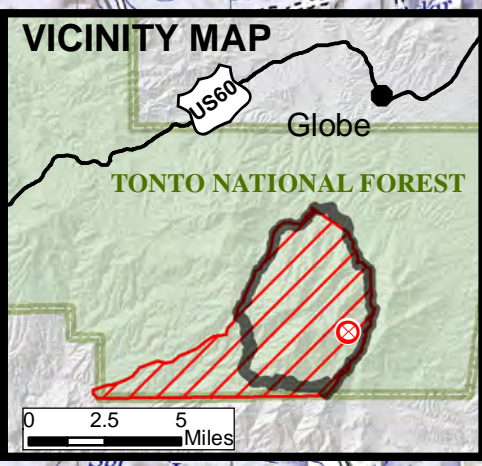 VICINITY MAP
US60
Globe
TONTO NATIONAL FOREST
0 2.5 5
Miles